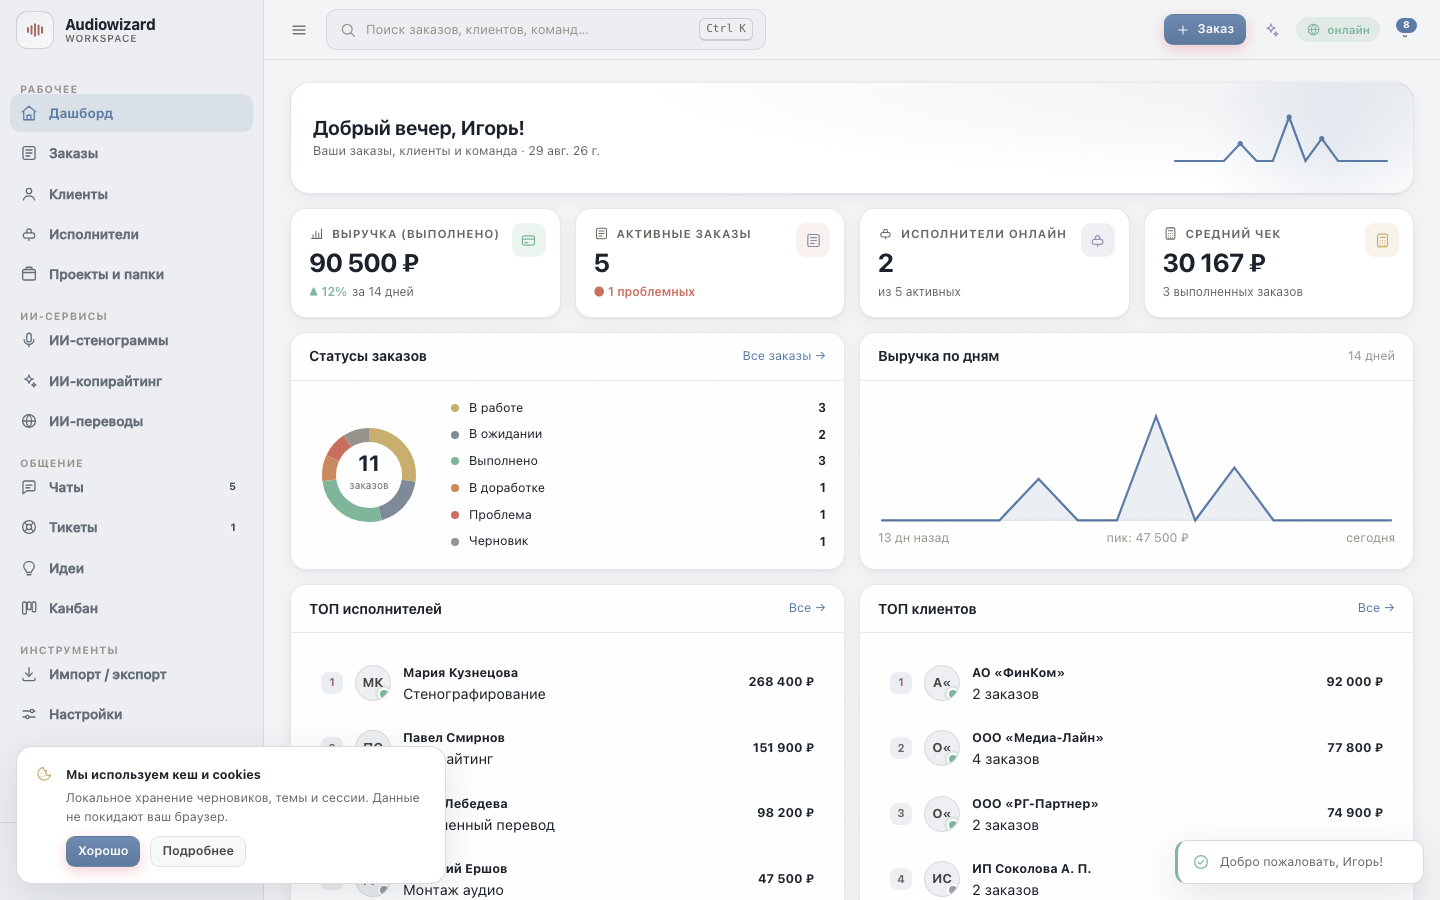 Audiowizard
WORKSPACE
Поиск заказов, клиентов, команд...
Ctrl K
+ Заказ
онлайн
8
РАБОЧЕЕ
Дашборд
Заказы
Клиенты
Исполнители
Проекты и папки
ИИ-СЕРВИСЫ
ИИ-стенограммы
ИИ-копирайтинг
ИИ-переводы
ОБЩЕНИЕ
Чаты 5
Тикеты 1
Идеи
Канбан
ИНСТРУМЕНТЫ
Импорт / экспорт
Настройки
Добрый вечер, Игорь!
Ваши заказы, клиенты и команда · 29 авг. 26 г.
ВЫРУЧКА (ВЫПОЛНЕНО)
90 500 ₽
▲ 12% за 14 дней
АКТИВНЫЕ ЗАКАЗЫ
5
1 проблемных
ИСПОЛНИТЕЛИ ОНЛАЙН
2
из 5 активных
СРЕДНИЙ ЧЕК
30 167 ₽
3 выполненных заказов
Статусы заказов
Все заказы →
11
заказов
В работе 3
В ожидании 2
Выполнено 3
В доработке 1
Проблема 1
Черновик 1
Выручка по дням
14 дней
13 дн назад
пик: 47 500 ₽
сегодня
ТОП исполнителей
Все →
1
МК
Мария Кузнецова
Стенографирование
268 400 ₽
Павел Смирнов
айтинг
151 900 ₽
Лебедева
енный перевод
98 200 ₽
ий Ершов
Монтаж аудио
47 500 ₽
ТОП клиентов
Все →
1
А«
АО «ФинКом»
2 заказов
92 000 ₽
2
О«
ООО «Медиа-Лайн»
4 заказов
77 800 ₽
3
О«
ООО «РГ-Партнер»
2 заказов
74 900 ₽
4
ИС
ИП Соколова А. П.
2 заказов
Мы используем кеш и cookies
Локальное хранение черновиков, темы и сессии. Данные
не покидают ваш браузер.
Хорошо
Подробнее
Добро пожаловать, Игорь!